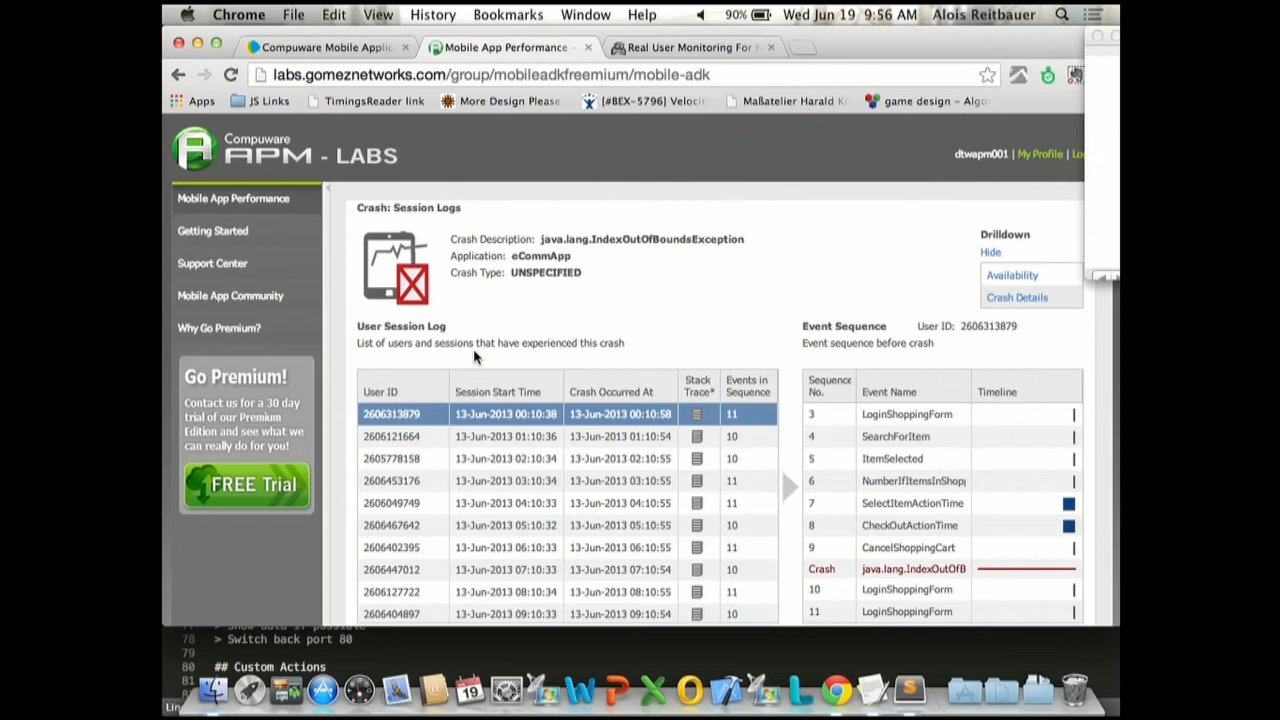 Chrome File Edit View History Bookmarks Window Help 90% Wed Jun 19 9:56 AM Alois Reitbauer
Compuware Mobile Applic Mobile App Performance Real User Monitoring For
labs.gomeznetworks.com/group/mobileadkfreemium/mobile-adk
Apps JS Links TimingsReader link More Design Please [#BEX-5796] Velocit Maßatelier Harald game design - Algo
Compuware
APM - LABS
dtwapm001 | My Profile | Lo
Mobile App Performance
Getting Started
Support Center
Mobile App Community
Why Go Premium?
Go Premium!
Contact us for a 30 day
trial of our Premium
Edition and see what we
can really do for you!
FREE Trial
Crash: Session Logs
Crash Description: java.lang.IndexOutOfBoundsException
Application: eCommApp
Crash Type: UNSPECIFIED
Drilldown
Hide
Availability
Crash Details
User Session Log
List of users and sessions that have experienced this crash
User ID Session Start Time Crash Occurred At Stack Trace* Events in Sequence
2606313879 13-Jun-2013 00:10:38 13-Jun-2013 00:10:58 11
2606121664 13-Jun-2013 01:10:36 13-Jun-2013 01:10:54 10
2605778158 13-Jun-2013 02:10:34 13-Jun-2013 02:10:55 10
2606453176 13-Jun-2013 03:10:34 13-Jun-2013 03:10:55 11
2606049749 13-Jun-2013 04:10:33 13-Jun-2013 04:10:55 11
2606467642 13-Jun-2013 05:10:32 13-Jun-2013 05:10:55 10
2606402395 13-Jun-2013 06:10:33 13-Jun-2013 06:10:55 11
2606447012 13-Jun-2013 07:10:33 13-Jun-2013 07:10:54 10
2606127722 13-Jun-2013 08:10:34 13-Jun-2013 08:10:55 11
2606404897 13-Jun-2013 09:10:33 13-Jun-2013 09:10:54 10
Event Sequence User ID: 2606313879
Event sequence before crash
Sequence No. Event Name Timeline
3 LoginShoppingForm
4 SearchForItem
5 ItemSelected
6 NumberIfItemsInShopp
7 SelectItemActionTime
8 CheckOutActionTime
9 CancelShoppingCart
Crash java.lang.IndexOutOfB
10 LoginShoppingForm
11 LoginShoppingForm
78 > Switch back port 80
79
80 ## Custom Actions
81
19